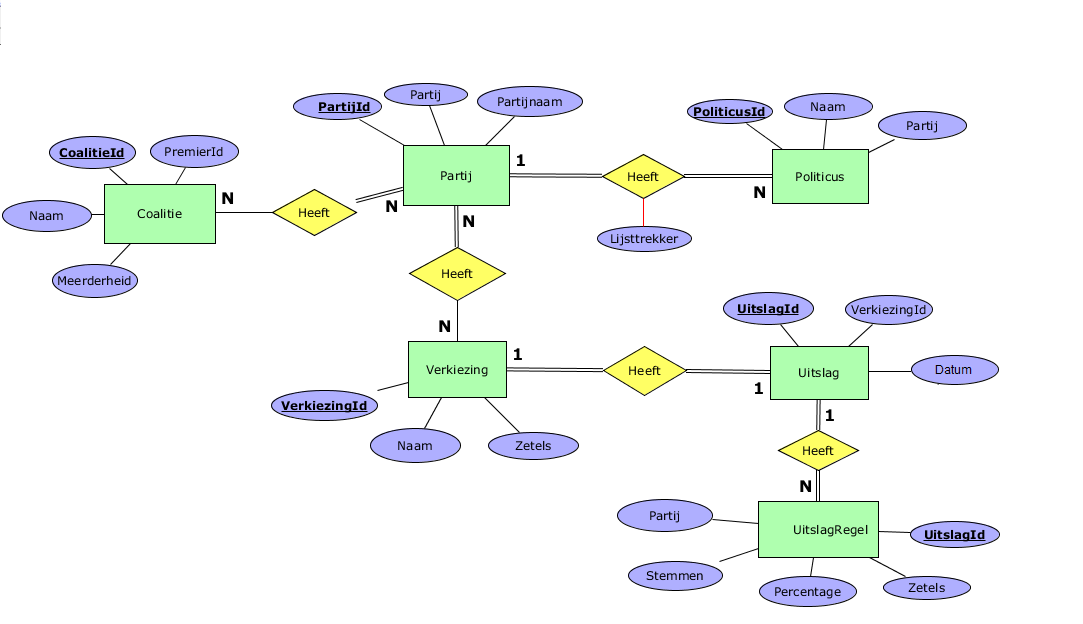 PartijId
Partij
Partijnaam
PoliticusId
Naam
Partij
CoalitieId
PremierId
Naam
Coalitie
Meerderheid
N
Heeft
N
Partij
1
Heeft
N
Politicus
Lijsttrekker
N
Heeft
N
Verkiezing
1
Heeft
1
Uitslag
UitslagId
VerkiezingId
Datum
VerkiezingId
Naam
Zetels
1
Heeft
N
UitslagRegel
Partij
UitslagId
Stemmen
Percentage
Zetels